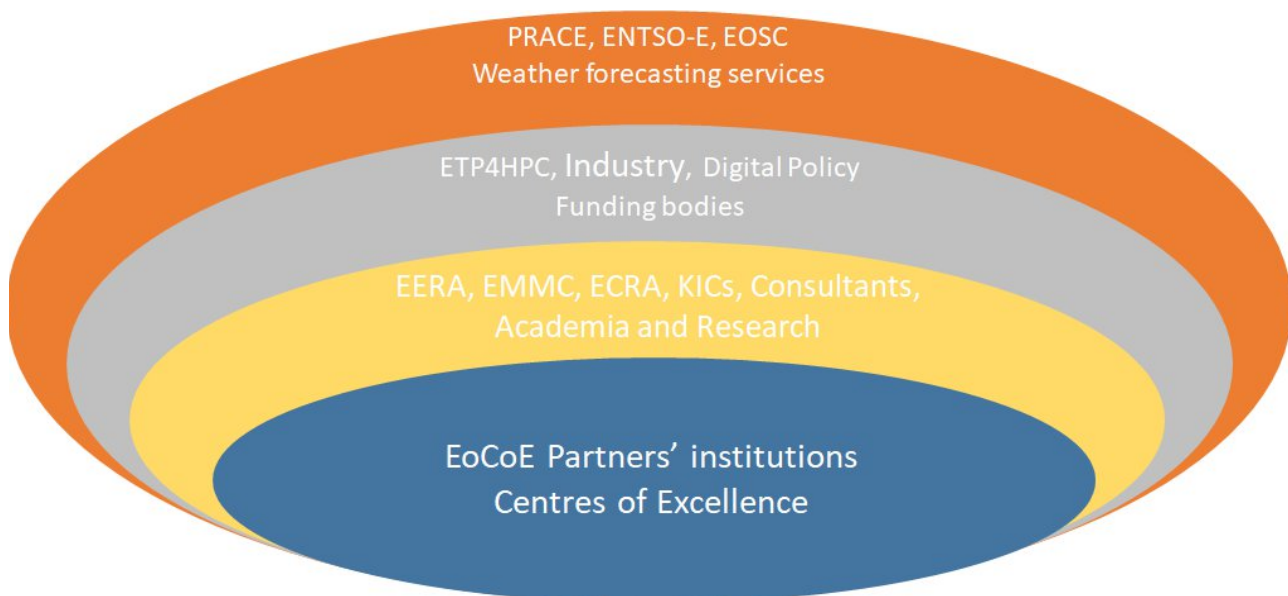 PRACE, ENTSO-E, EOSC
Weather forecasting services
ETP4HPC, Industry, Digital Policy
Funding bodies
EERA, EMMC, ECRA, KICs, Consultants,
Academia and Research
EoCoE Partners’ institutions
Centres of Excellence